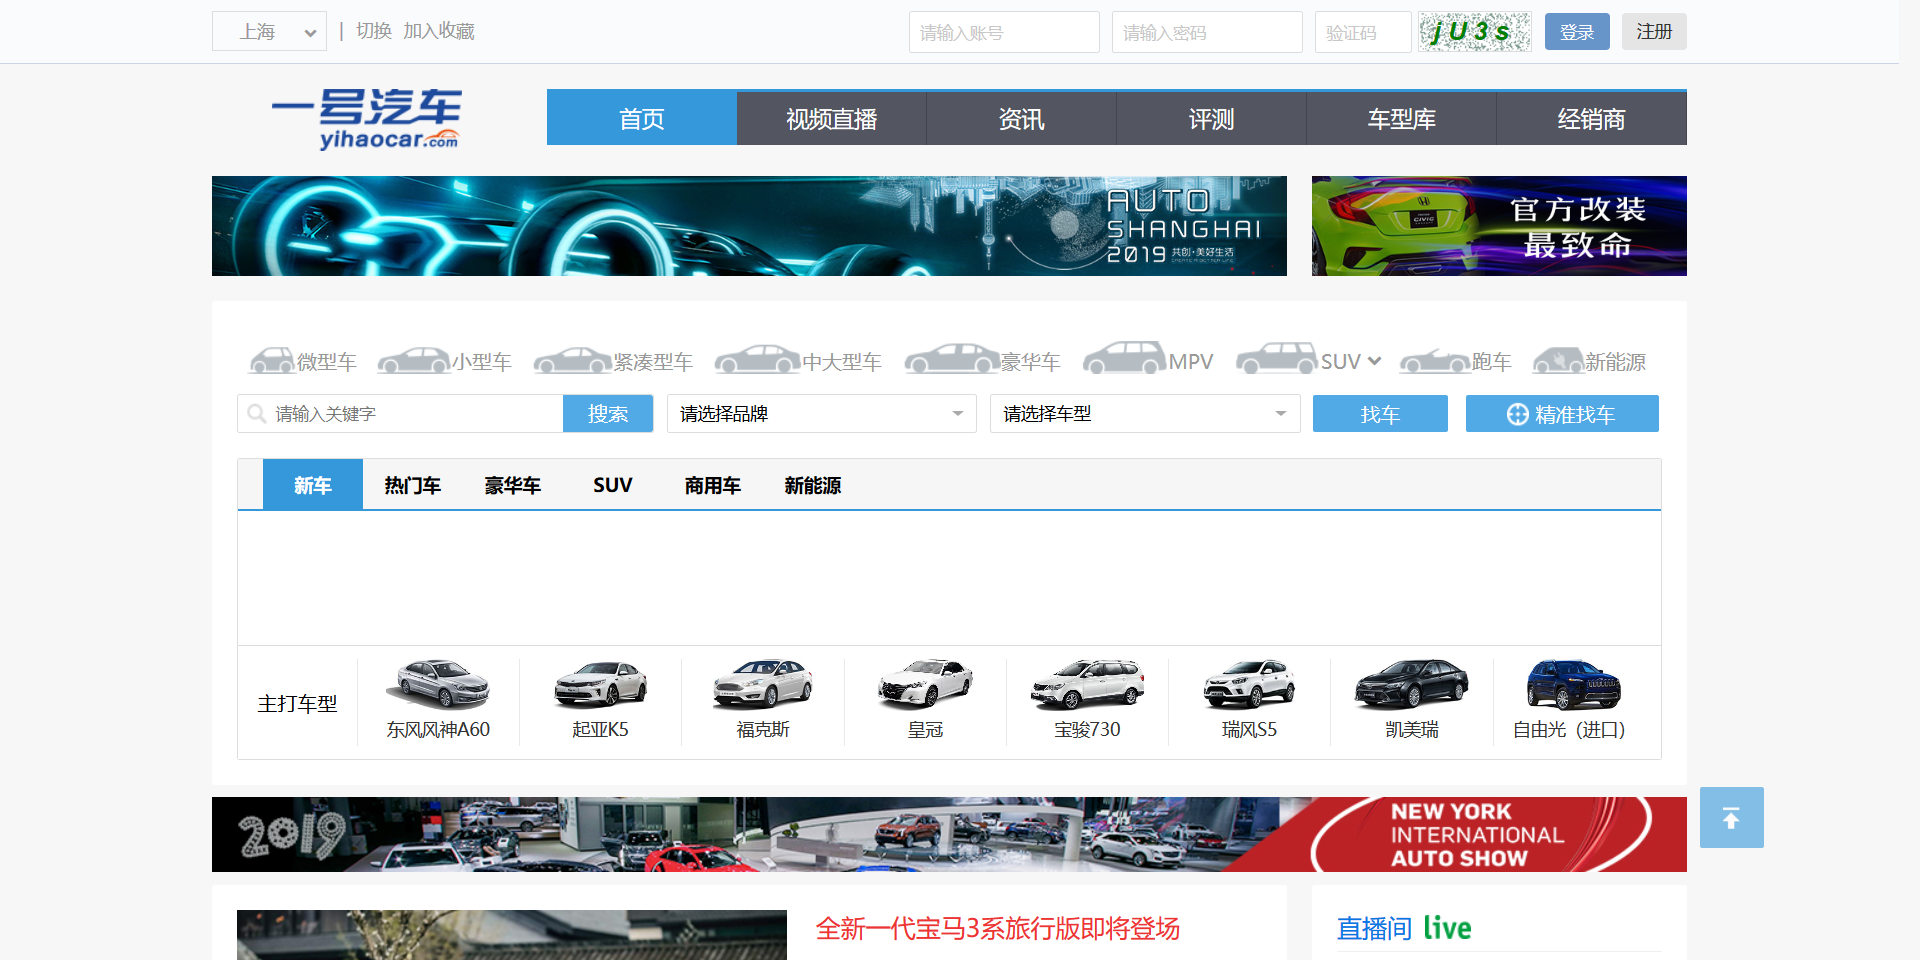 上海 | 切换 加入收藏 请输入账号 请输入密码 验证码 jU3s 登录 注册
一号汽车
yihaocar.com
首页 视频直播 资讯 评测 车型库 经销商
AUTO
SHANGHAI
2019 共创·美好生活
官方改装
最致命
CIVIC
微型车 小型车 紧凑型车 中大型车 豪华车 MPV SUV 跑车 新能源
请输入关键字 搜索 请选择品牌 请选择车型 找车 精准找车
新车 热门车 豪华车 SUV 商用车 新能源
主打车型
东风风神A60 起亚K5 福克斯 皇冠 宝骏730 瑞风S5 凯美瑞 自由光（进口）
2019
NEW YORK
INTERNATIONAL
AUTO SHOW
全新一代宝马3系旅行版即将登场
直播间 live